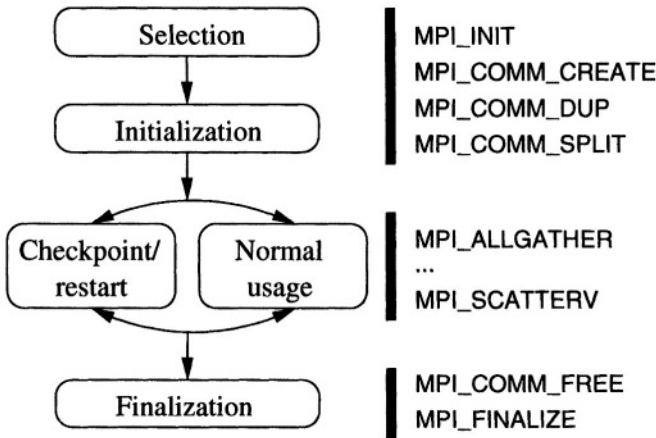 Selection
Initialization
Checkpoint/
restart
Normal
usage
Finalization
MPI_INIT
MPI_COMM_CREATE
MPI_COMM_DUP
MPI_COMM_SPLIT
MPI_ALLGATHER
...
MPI_SCATTERV
MPI_COMM_FREE
MPI_FINALIZE